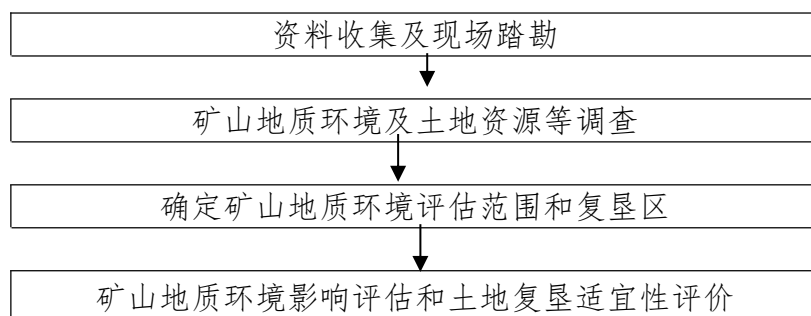 资料收集及现场踏勘
矿山地质环境及土地资源等调查
确定矿山地质环境评估范围和复垦区
矿山地质环境影响评估和土地复垦适宜性评价